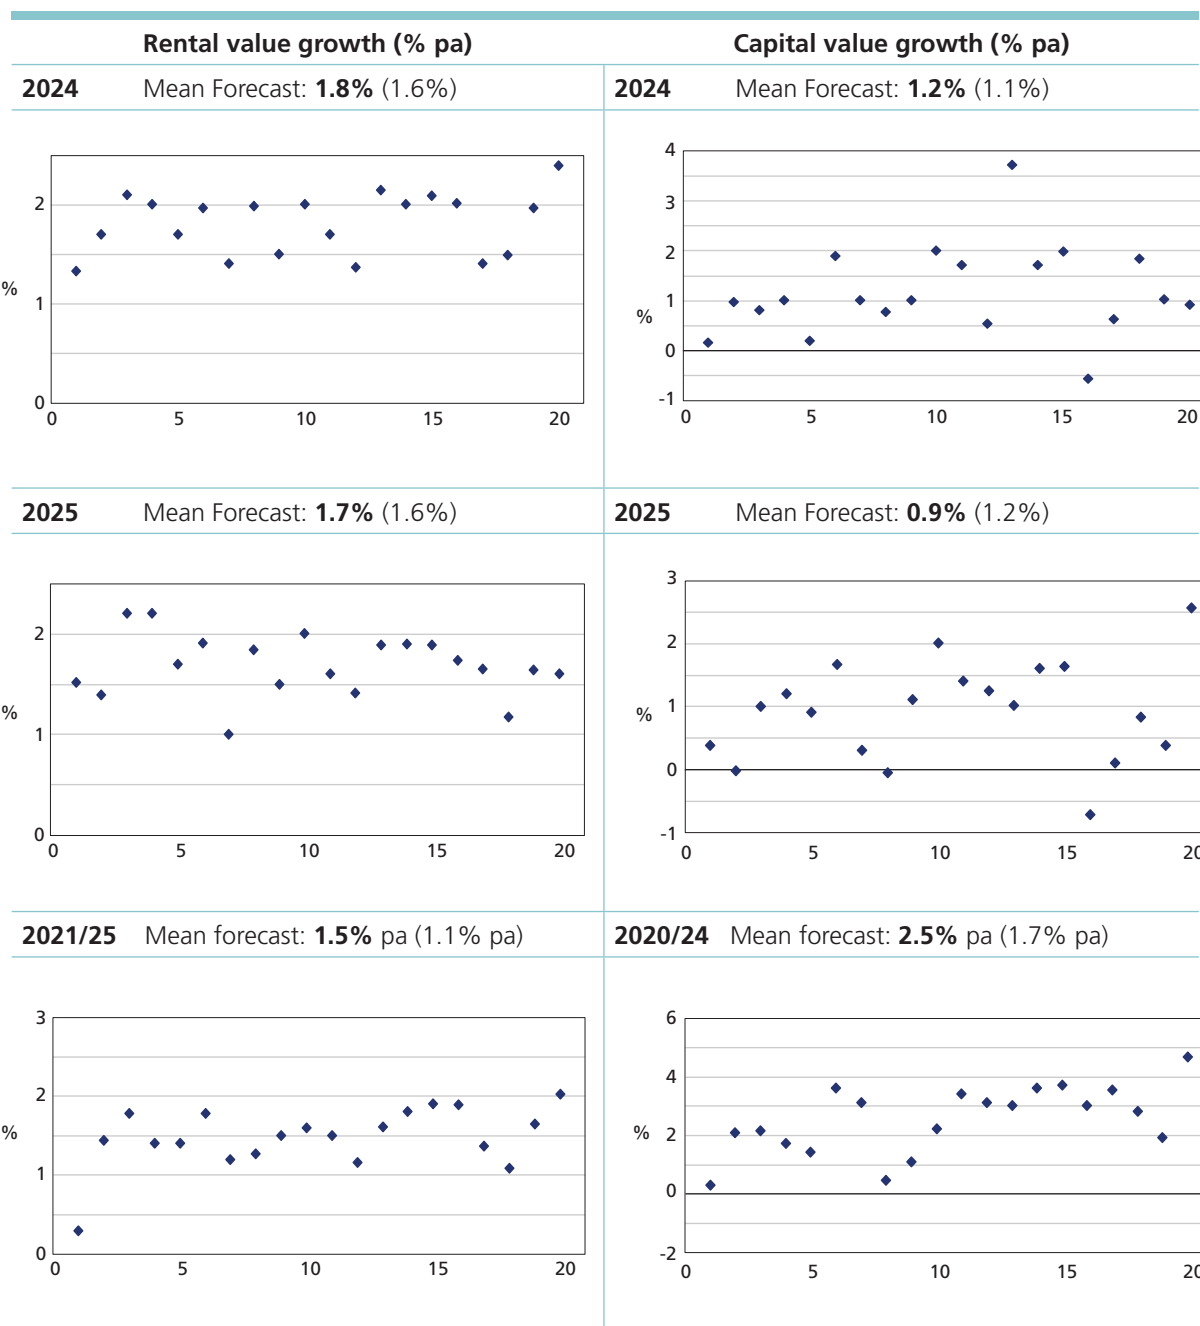 Rental value growth (% pa)
Capital value growth (% pa)
2024 Mean Forecast: 1.8% (1.6%)
2024 Mean Forecast: 1.2% (1.1%)
2
%
1
0
0 5 10 15 20
4
3
2
1
%
0
-1
0 5 10 15 20
2025 Mean Forecast: 1.7% (1.6%)
2025 Mean Forecast: 0.9% (1.2%)
2
%
1
0
0 5 10 15 20
3
2
1
%
0
-1
0 5 10 15 20
2021/25 Mean forecast: 1.5% pa (1.1% pa)
2020/24 Mean forecast: 2.5% pa (1.7% pa)
3
2
%
1
0
0 5 10 15 20
6
4
2
%
0
-2
0 5 10 15 20